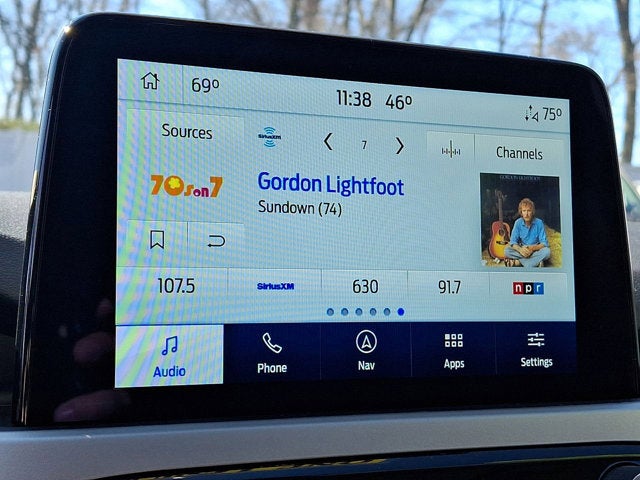 69°
11:38 46°
75°
Sources
SiriusXM
7
Channels
70s on 7
Gordon Lightfoot
Sundown (74)
GORDON LIGHTFOOT
107.5
SiriusXM
630
91.7
npr
Audio
Phone
Nav
Apps
Settings